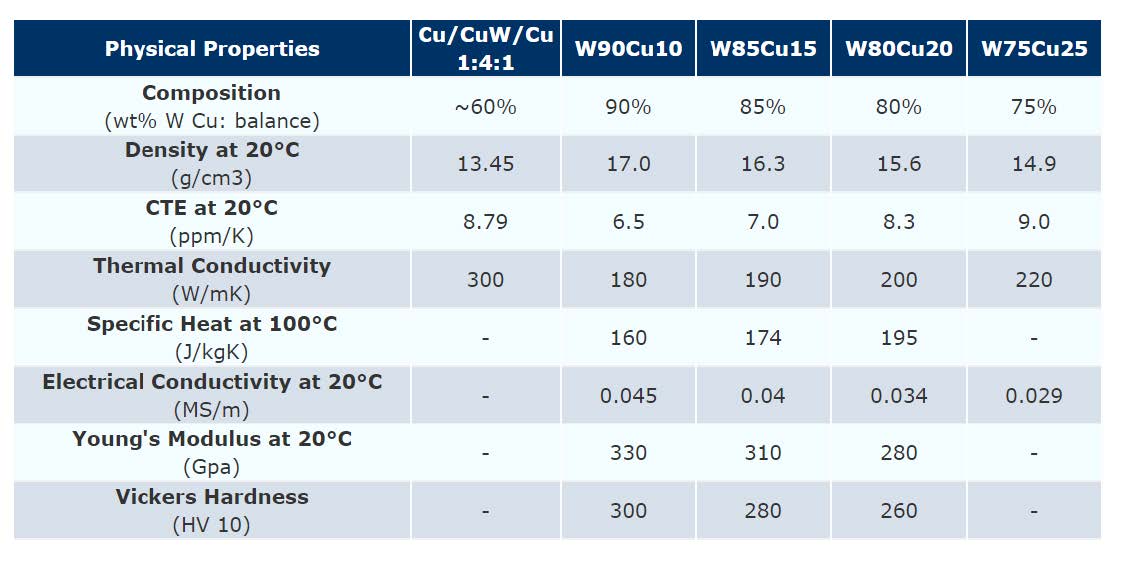 Physical Properties Cu/CuW/Cu 1:4:1 W90Cu10 W85Cu15 W80Cu20 W75Cu25
Composition
(wt% W Cu: balance) ~60% 90% 85% 80% 75%
Density at 20°C
(g/cm3) 13.45 17.0 16.3 15.6 14.9
CTE at 20°C
(ppm/K) 8.79 6.5 7.0 8.3 9.0
Thermal Conductivity
(W/mK) 300 180 190 200 220
Specific Heat at 100°C
(J/kgK) - 160 174 195 -
Electrical Conductivity at 20°C
(MS/m) - 0.045 0.04 0.034 0.029
Young's Modulus at 20°C
(Gpa) - 330 310 280 -
Vickers Hardness
(HV 10) - 300 280 260 -